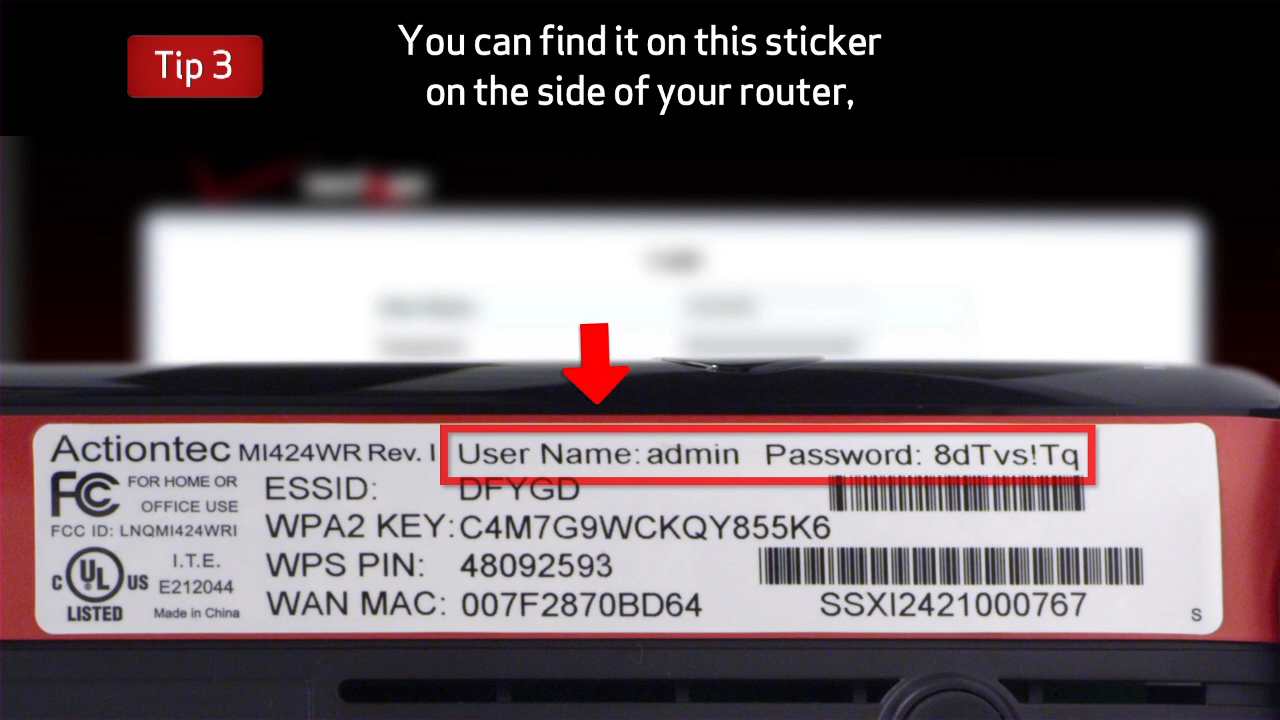 Tip 3
You can find it on this sticker
on the side of your router,
Actiontec MI424WR Rev. I User Name: admin Password: 8dTvs!Tq
FC FOR HOME OR
OFFICE USE
FCC ID: LNQMI424WRI
ESSID: DFYGD
WPA2 KEY: C4M7G9WCKQY855K6
WPS PIN: 48092593
WAN MAC: 007F2870BD64
SSXI2421000767
C UL US
LISTED
I.T.E.
E212044
Made in China
S